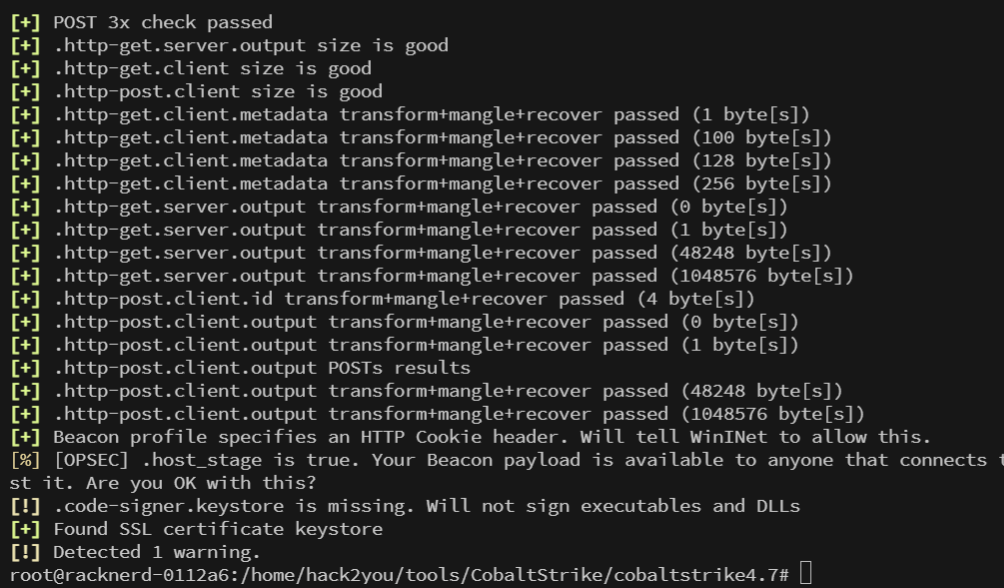 [+] POST 3x check passed
[+] .http-get.server.output size is good
[+] .http-get.client size is good
[+] .http-post.client size is good
[+] .http-get.client.metadata transform+mangle+recover passed (1 byte[s])
[+] .http-get.client.metadata transform+mangle+recover passed (100 byte[s])
[+] .http-get.client.metadata transform+mangle+recover passed (128 byte[s])
[+] .http-get.client.metadata transform+mangle+recover passed (256 byte[s])
[+] .http-get.server.output transform+mangle+recover passed (0 byte[s])
[+] .http-get.server.output transform+mangle+recover passed (1 byte[s])
[+] .http-get.server.output transform+mangle+recover passed (48248 byte[s])
[+] .http-get.server.output transform+mangle+recover passed (1048576 byte[s])
[+] .http-post.client.id transform+mangle+recover passed (4 byte[s])
[+] .http-post.client.output transform+mangle+recover passed (0 byte[s])
[+] .http-post.client.output transform+mangle+recover passed (1 byte[s])
[+] .http-post.client.output POSTs results
[+] .http-post.client.output transform+mangle+recover passed (48248 byte[s])
[+] .http-post.client.output transform+mangle+recover passed (1048576 byte[s])
[+] Beacon profile specifies an HTTP Cookie header. Will tell WinINet to allow this.
[%] [OPSEC] .host_stage is true. Your Beacon payload is available to anyone that connects t
st it. Are you OK with this?
[!] .code-signer.keystore is missing. Will not sign executables and DLLs
[+] Found SSL certificate keystore
[!] Detected 1 warning.
root@racknerd-0112a6:/home/hack2you/tools/CobaltStrike/cobaltstrike4.7#